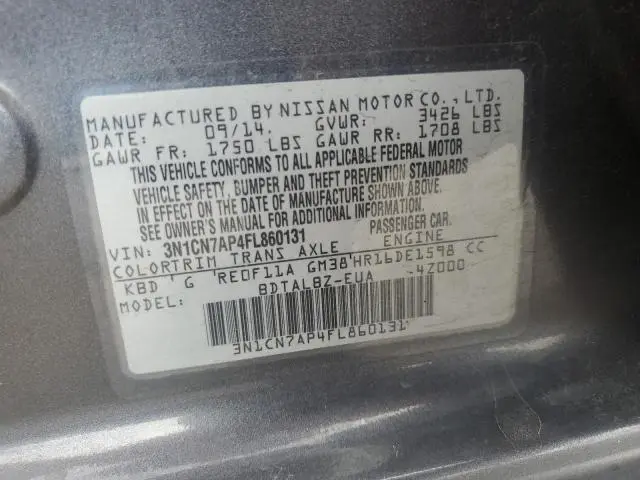 MANUFACTURED BY NISSAN MOTOR CO., LTD.
DATE: 09/14. GVWR: 3426 LBS
GAWR FR: 1750 LBS GAWR RR: 1708 LBS
THIS VEHICLE CONFORMS TO ALL APPLICABLE FEDERAL MOTOR
VEHICLE SAFETY, BUMPER AND THEFT PREVENTION STANDARDS
IN EFFECT ON THE DATE OF MANUFACTURE SHOWN ABOVE.
SEE OWNER'S MANUAL FOR ADDITIONAL INFORMATION.
VIN: 3N1CN7AP4FL860131 PASSENGER CAR.
COLOR TRIM TRANS AXLE ENGINE
KBD G RE0F11A GM38 HR16DE1598 CC
MODEL: BDTALBZ-EUA -4Z000
3N1CN7AP4FL860131